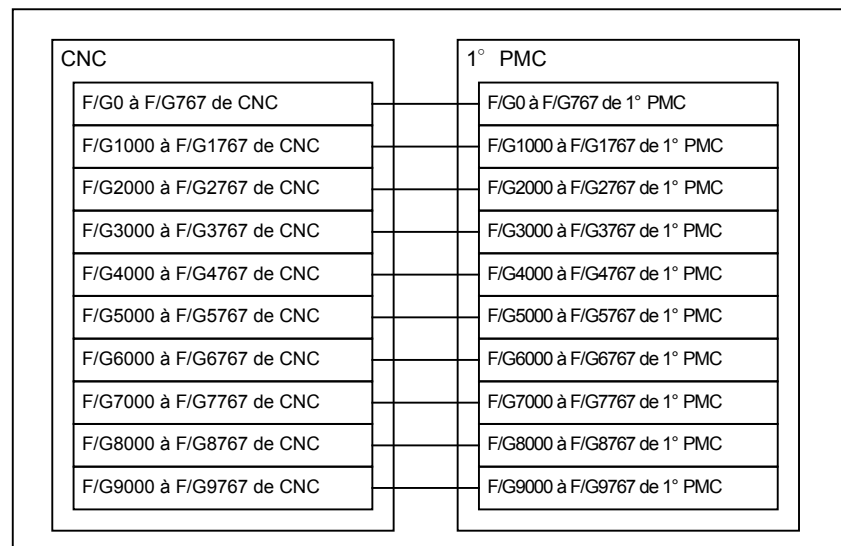 CNC
F/G0 à F/G767 de CNC
F/G1000 à F/G1767 de CNC
F/G2000 à F/G2767 de CNC
F/G3000 à F/G3767 de CNC
F/G4000 à F/G4767 de CNC
F/G5000 à F/G5767 de CNC
F/G6000 à F/G6767 de CNC
F/G7000 à F/G7767 de CNC
F/G8000 à F/G8767 de CNC
F/G9000 à F/G9767 de CNC
1° PMC
F/G0 à F/G767 de 1° PMC
F/G1000 à F/G1767 de 1° PMC
F/G2000 à F/G2767 de 1° PMC
F/G3000 à F/G3767 de 1° PMC
F/G4000 à F/G4767 de 1° PMC
F/G5000 à F/G5767 de 1° PMC
F/G6000 à F/G6767 de 1° PMC
F/G7000 à F/G7767 de 1° PMC
F/G8000 à F/G8767 de 1° PMC
F/G9000 à F/G9767 de 1° PMC